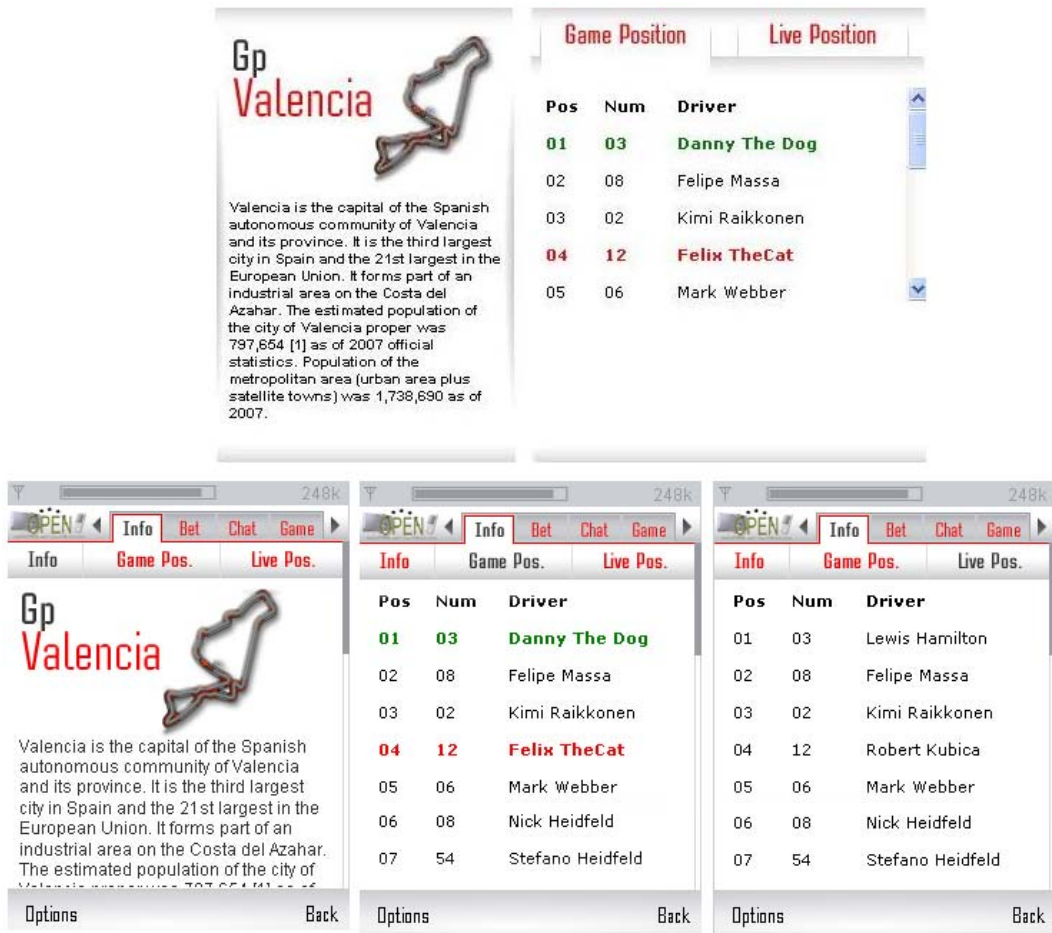 Gp
Valencia
Valencia is the capital of the Spanish
autonomous community of Valencia
and its province. It is the third largest
city in Spain and the 21st largest in the
European Union. It forms part of an
industrial area on the Costa del
Azahar. The estimated population of
the city of Valencia proper was
797,654 [1] as of 2007 official
statistics. Population of the
metropolitan area (urban area plus
satellite towns) was 1,738,690 as of
2007.
Game Position Live Position
Pos Num Driver
01 03 Danny The Dog
02 08 Felipe Massa
03 02 Kimi Raikkonen
04 12 Felix TheCat
05 06 Mark Webber
248k
OPEN Info Bet Chat Game
Info Game Pos. Live Pos.
Gp
Valencia
Valencia is the capital of the Spanish
autonomous community of Valencia
and its province. It is the third largest
city in Spain and the 21st largest in the
European Union. It forms part of an
industrial area on the Costa del Azahar.
The estimated population of the city of
Valencia proper was 797,654 [1] as of
Options Back
248k
OPEN Info Bet Chat Game
Info Game Pos. Live Pos.
Pos Num Driver
01 03 Danny The Dog
02 08 Felipe Massa
03 02 Kimi Raikkonen
04 12 Felix TheCat
05 06 Mark Webber
06 08 Nick Heidfeld
07 54 Stefano Heidfeld
Options Back
248k
OPEN Info Bet Chat Game
Info Game Pos. Live Pos.
Pos Num Driver
01 03 Lewis Hamilton
02 08 Felipe Massa
03 02 Kimi Raikkonen
04 12 Robert Kubica
05 06 Mark Webber
06 08 Nick Heidfeld
07 54 Stefano Heidfeld
Options Back